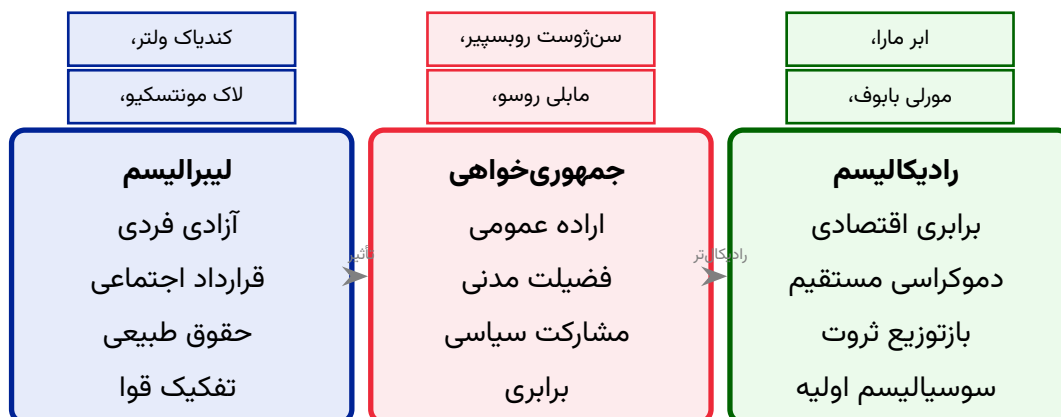 کندیاک ولتر،
لاک مونتسکیو،
لیبرالیسم
آزادی فردی
قرارداد اجتماعی
حقوق طبیعی
تفکیک قوا
تأثیر
سن‌ژوست روبسپیر،
مابلی روسو،
جمهوری‌خواهی
اراده عمومی
فضیلت مدنی
مشارکت سیاسی
برابری
رادیکال‌تر
ابر مارا،
مورلی بابوف،
رادیکالیسم
برابری اقتصادی
دموکراسی مستقیم
بازتوزیع ثروت
سوسیالیسم اولیه